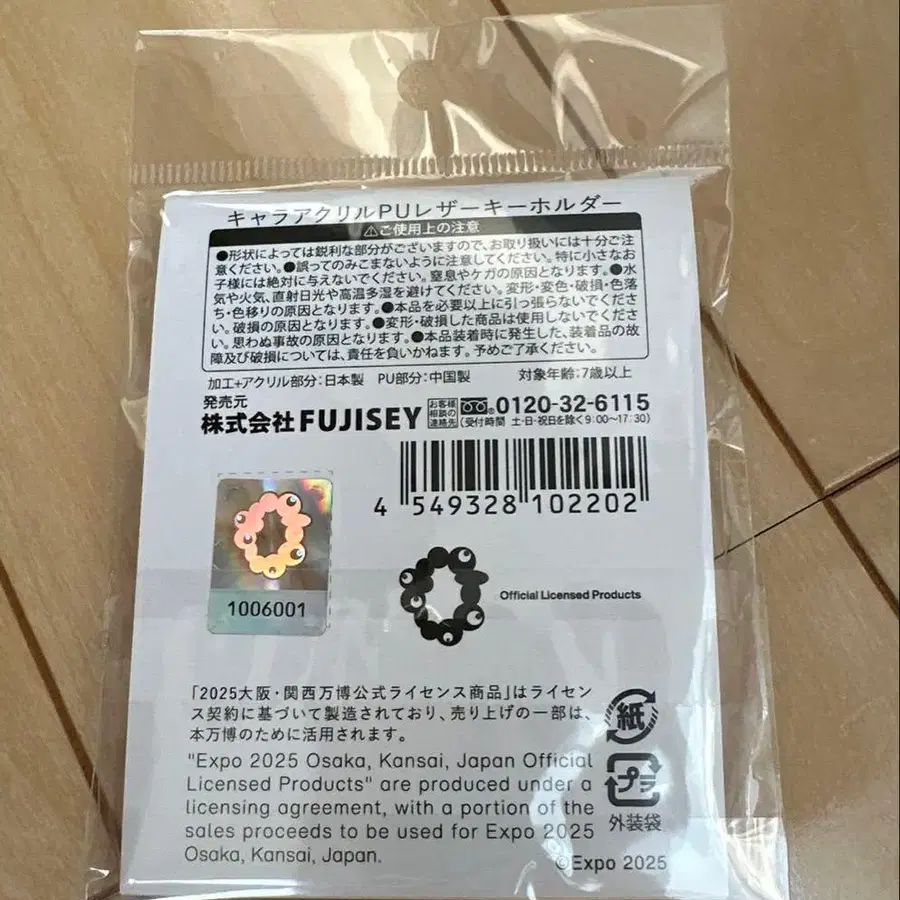 キャラアクリルPUレザーキーホルダー
⚠ご使用上の注意
●形状によっては鋭利な部分がございますので、お取り扱いには十分ご注
意ください。●誤ってのみこまないように注意してください。特に小さなお
子様には絶対に与えないでください。窒息やケガの原因となります。●水
気や火気、直射日光や高温多湿を避けてください。変形・変色・破損・色落
ち・色移りの原因となります。●本品を必要以上に引っ張らないでくださ
い。破損の原因となります。●変形・破損した商品は使用しないでくださ
い。思わぬ事故の原因となります。●本品装着時に発生した、装着品の故
障及び破損については、責任を負いかねます。予めご了承ください。
加工+アクリル部分：日本製 PU部分：中国製 対象年齢：7歳以上
発売元
株式会社FUJISEY
お客様
相談の
連絡先
0120-32-6115
(受付時間 土・日・祝日を除く9:00〜17:30)
4 549328 102202
1006001
Official Licensed Products
「2025大阪・関西万博公式ライセンス商品」はライセン
ス契約に基づいて製造されており、売り上げの一部は、
本万博のために活用されます。
"Expo 2025 Osaka, Kansai, Japan Official
Licensed Products" are produced under a
licensing agreement, with a portion of the
sales proceeds to be used for Expo 2025
Osaka, Kansai, Japan.
紙
プラ
外装袋
©Expo 2025